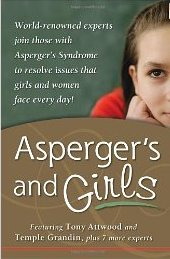 World-renowned experts
join those with
Asperger's Syndrome
to resolve issues that
girls and women
face every day!
Asperger's
and Girls
Featuring Tony Attwood and
Temple Grandin, plus 7 more experts